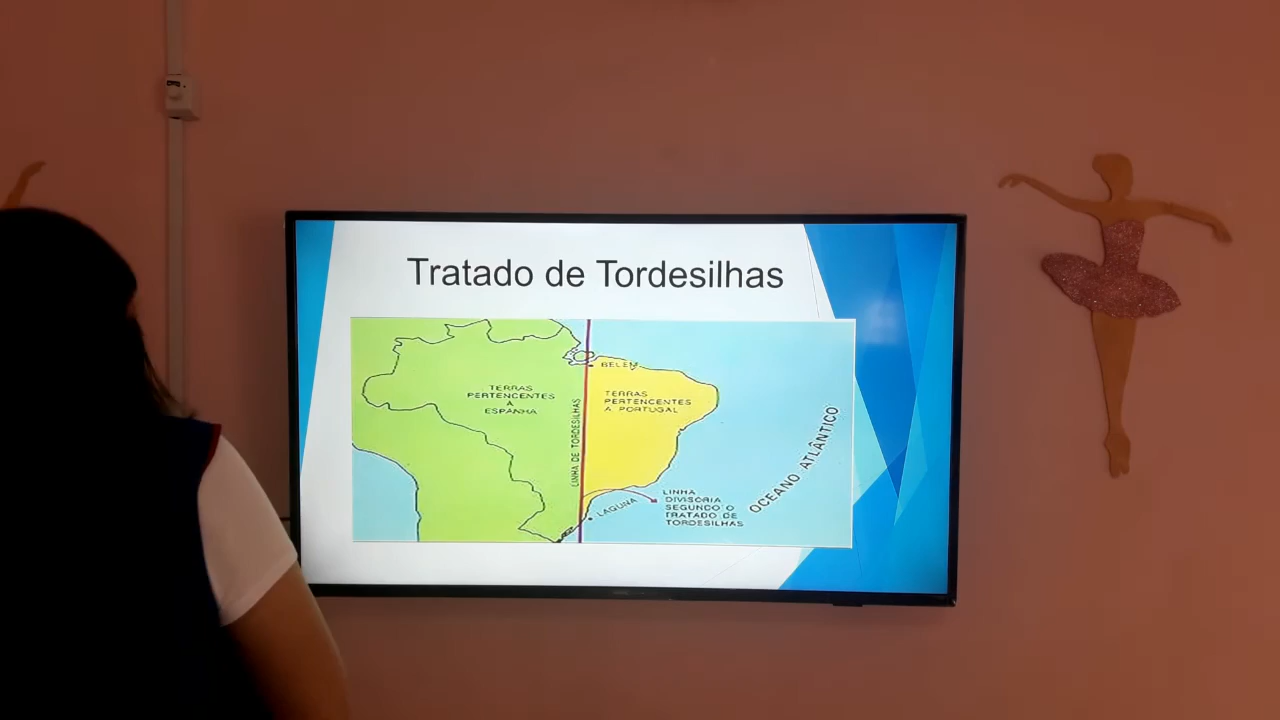 Tratado de Tordesilhas
BELÉM
TERRAS
PERTENCENTES
À
ESPANHA
TERRAS
PERTENCENTES
A PORTUGAL
LINHA DE TORDESILHAS
OCEANO ATLÂNTICO
LAGUNA
LINHA
DIVISÓRIA
SEGUNDO O
TRATADO DE
TORDESILHAS